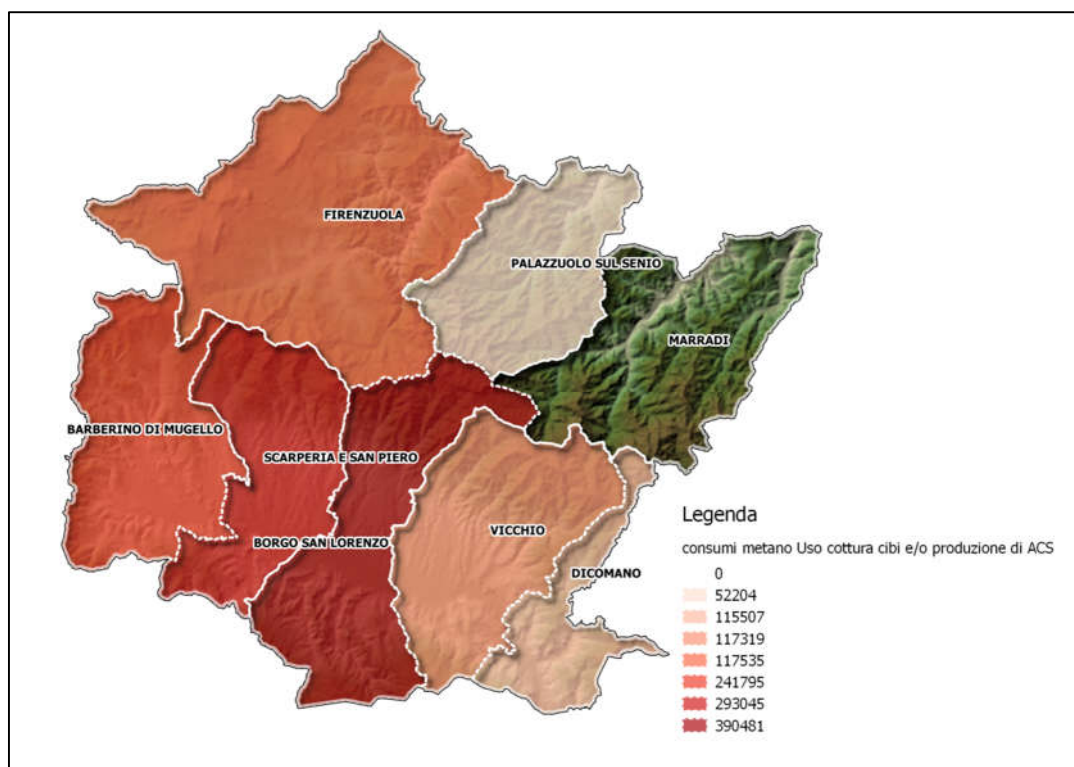 FIRENZUOLA
PALAZZUOLO SUL SENIO
MARRADI
BARBERINO DI MUGELLO
SCARPERIA E SAN PIERO
VICCHIO
BORGO SAN LORENZO
DICOMANO
Legenda
consumi metano Uso cottura cibi e/o produzione di ACS
0
52204
115507
117319
117535
241795
293045
390481